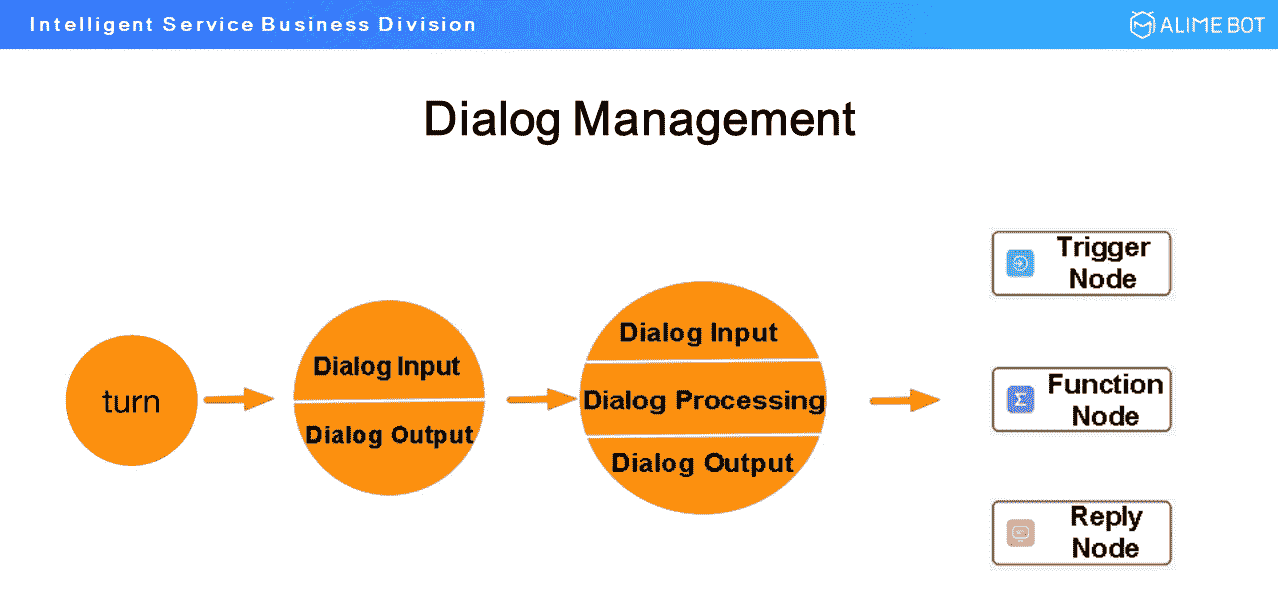 Intelligent Service Business Division
ALIME BOT
Dialog Management
turn
Dialog Input
Dialog Output
Dialog Input
Dialog Processing
Dialog Output
Trigger
Node
Function
Node
Reply
Node